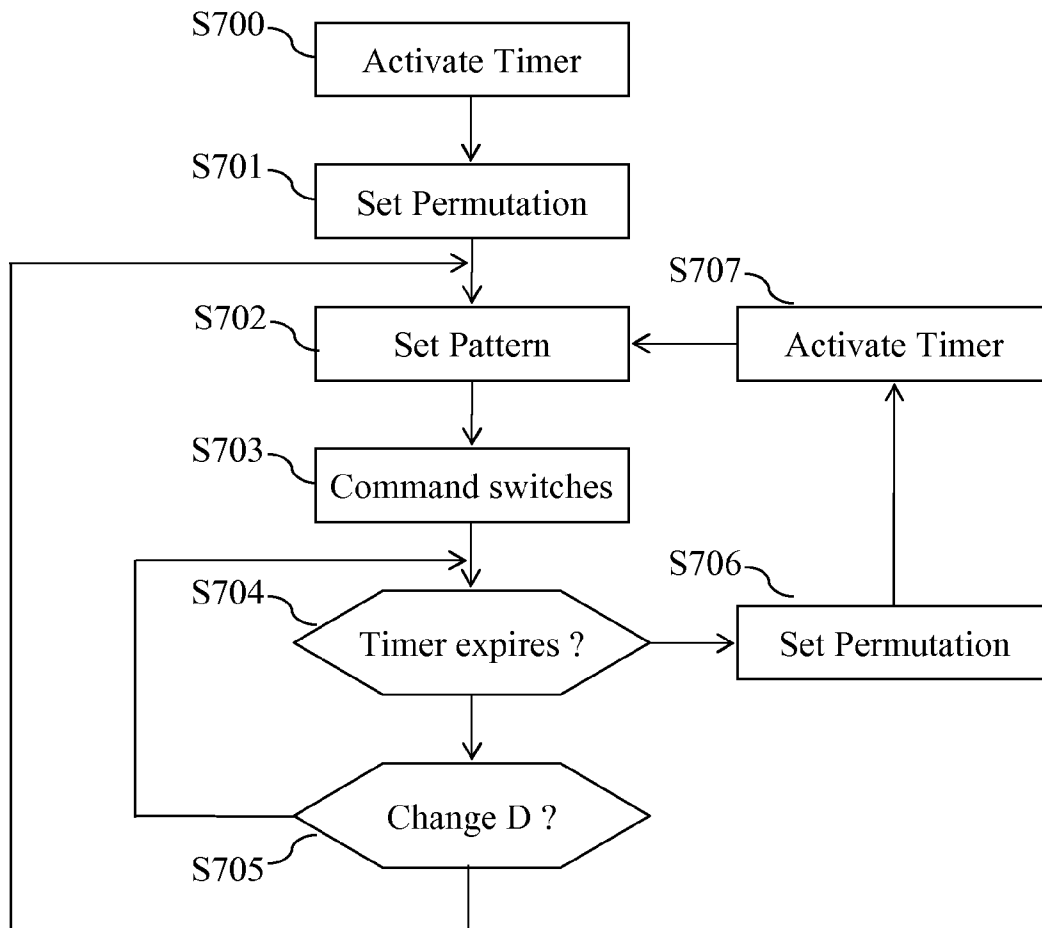 S700
Activate Timer
S701
Set Permutation
S707
S702
Set Pattern
Activate Timer
S703
Command switches
S706
S704
Timer expires ?
Set Permutation
Change D ?
S705